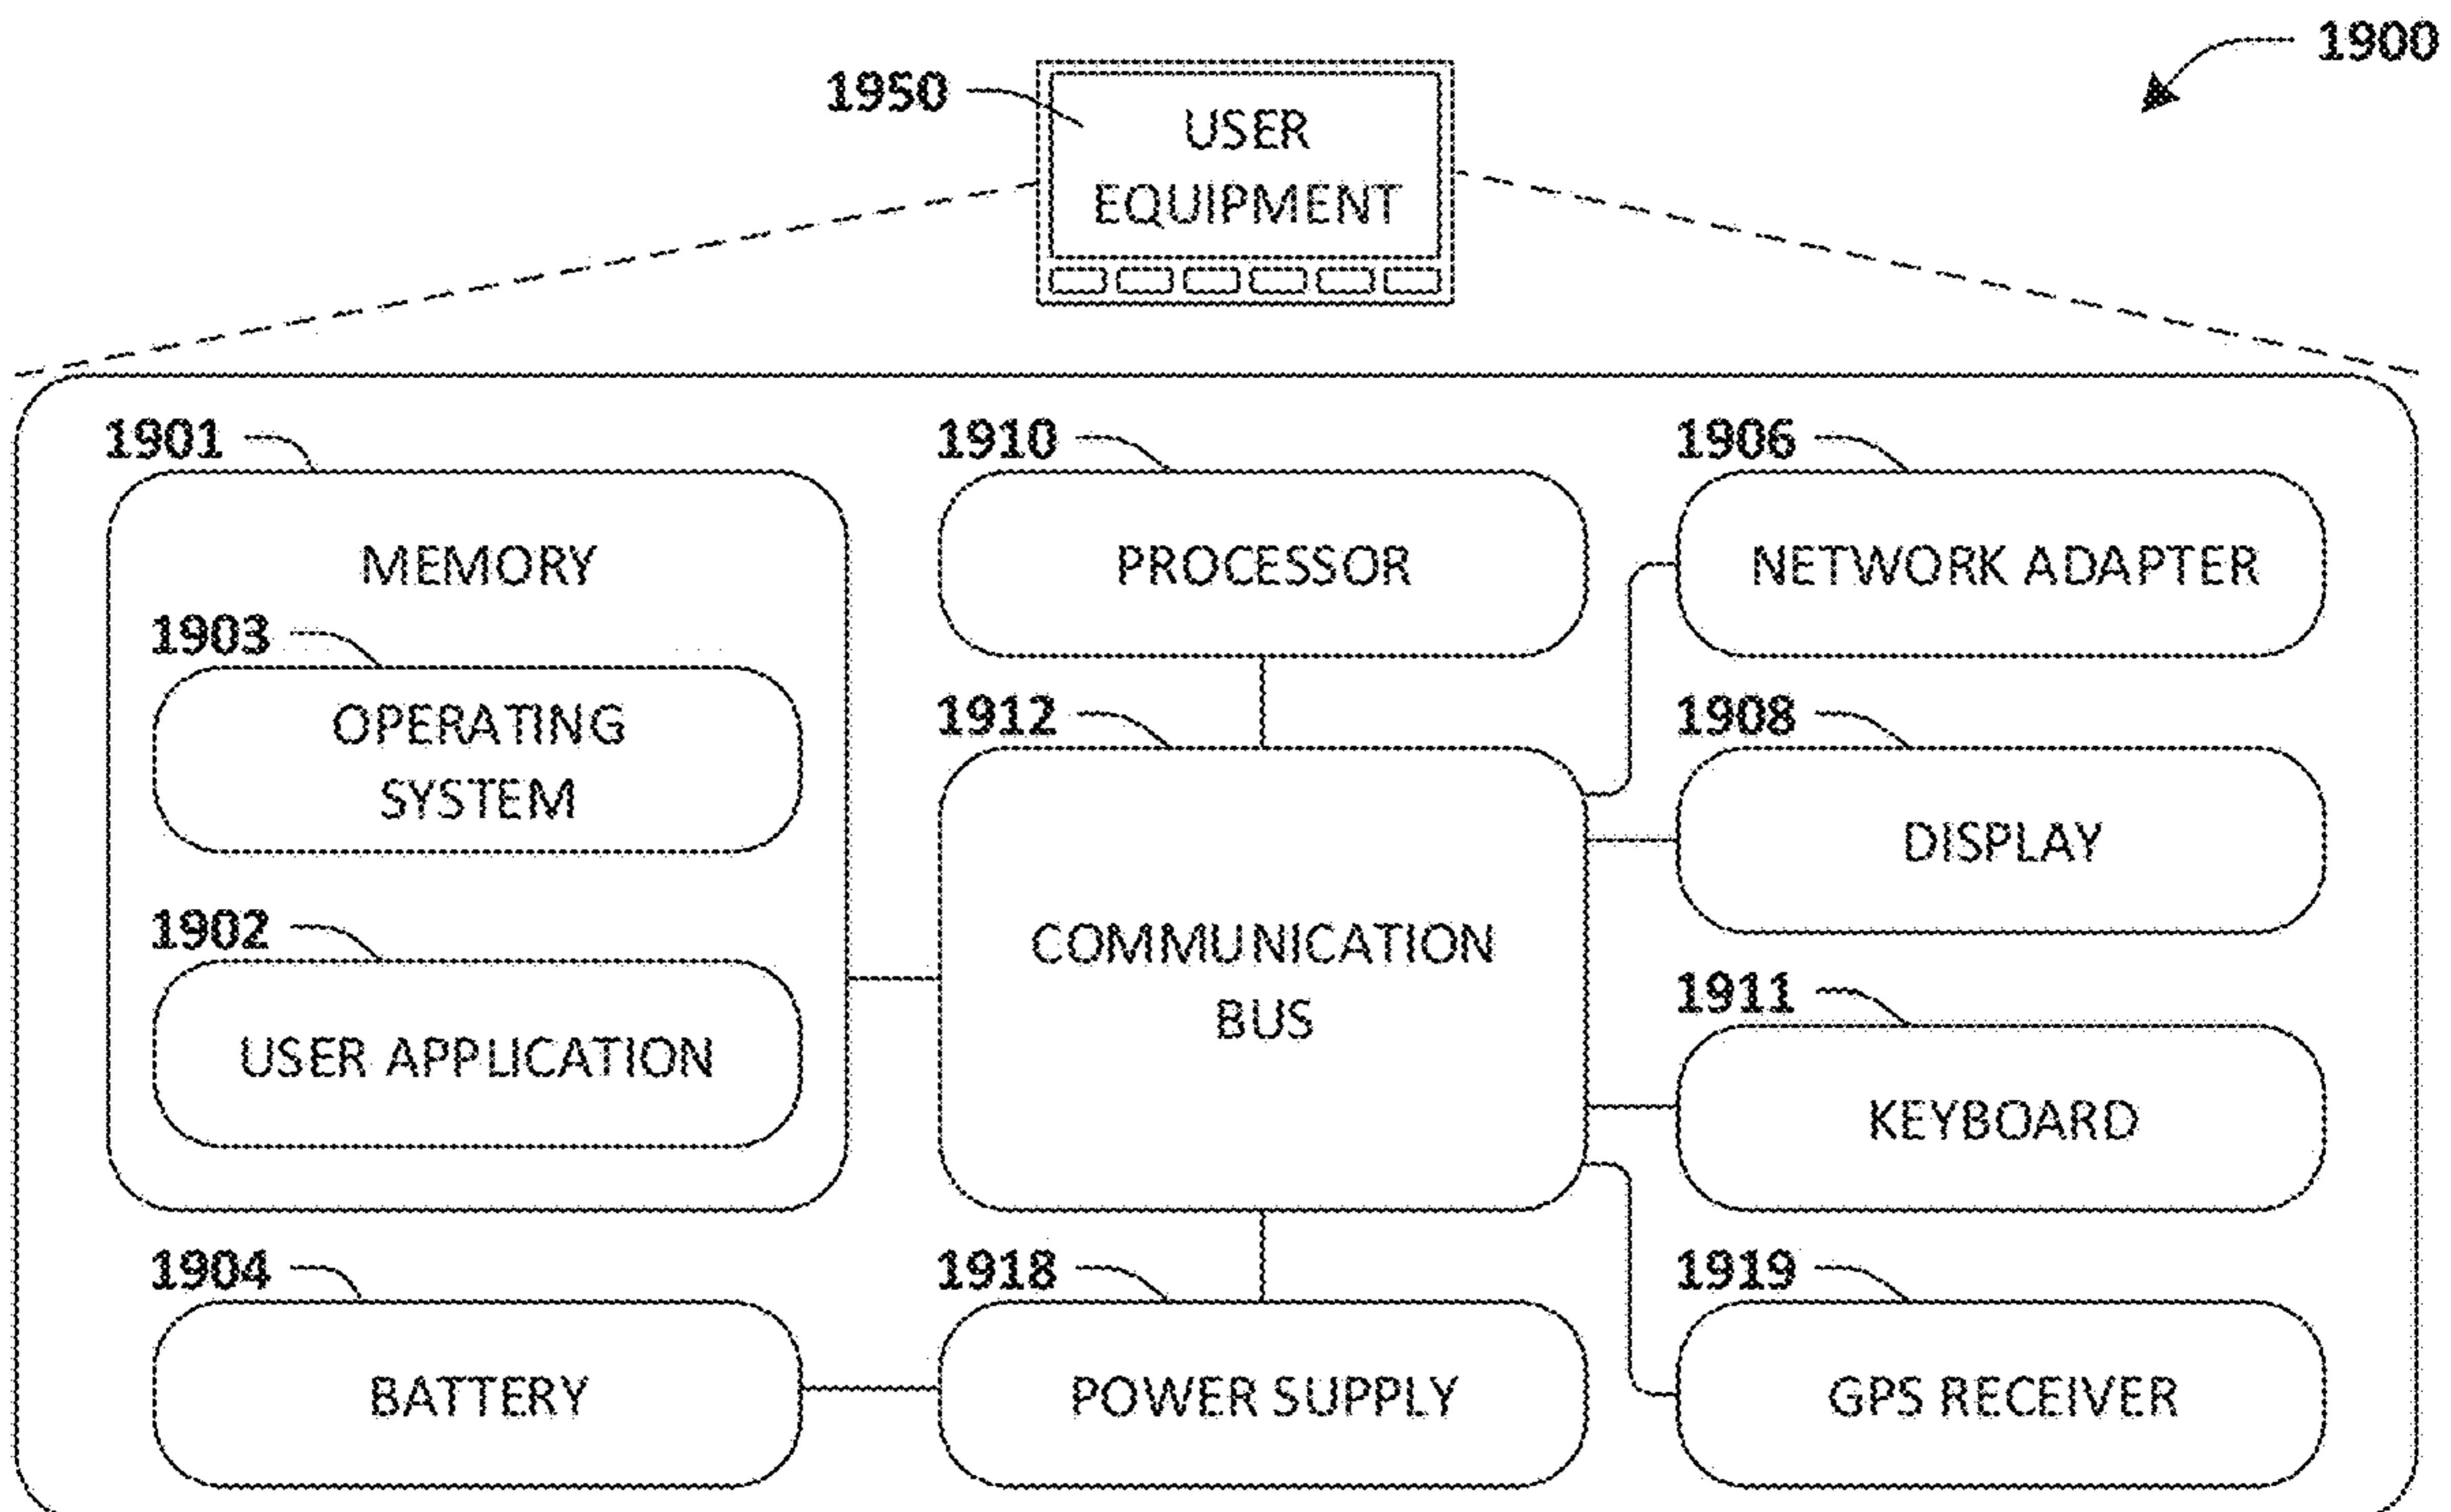 1900
1950
USER
EQUIPMENT
1901
1910
1906
MEMORY
PROCESSOR
NETWORK ADAPTER
1903
OPERATING
SYSTEM
1912
1908
COMMUNICATION
BUS
DISPLAY
1902
USER APPLICATION
1911
KEYBOARD
1904
1918
1919
BATTERY
POWER SUPPLY
GPS RECEIVER